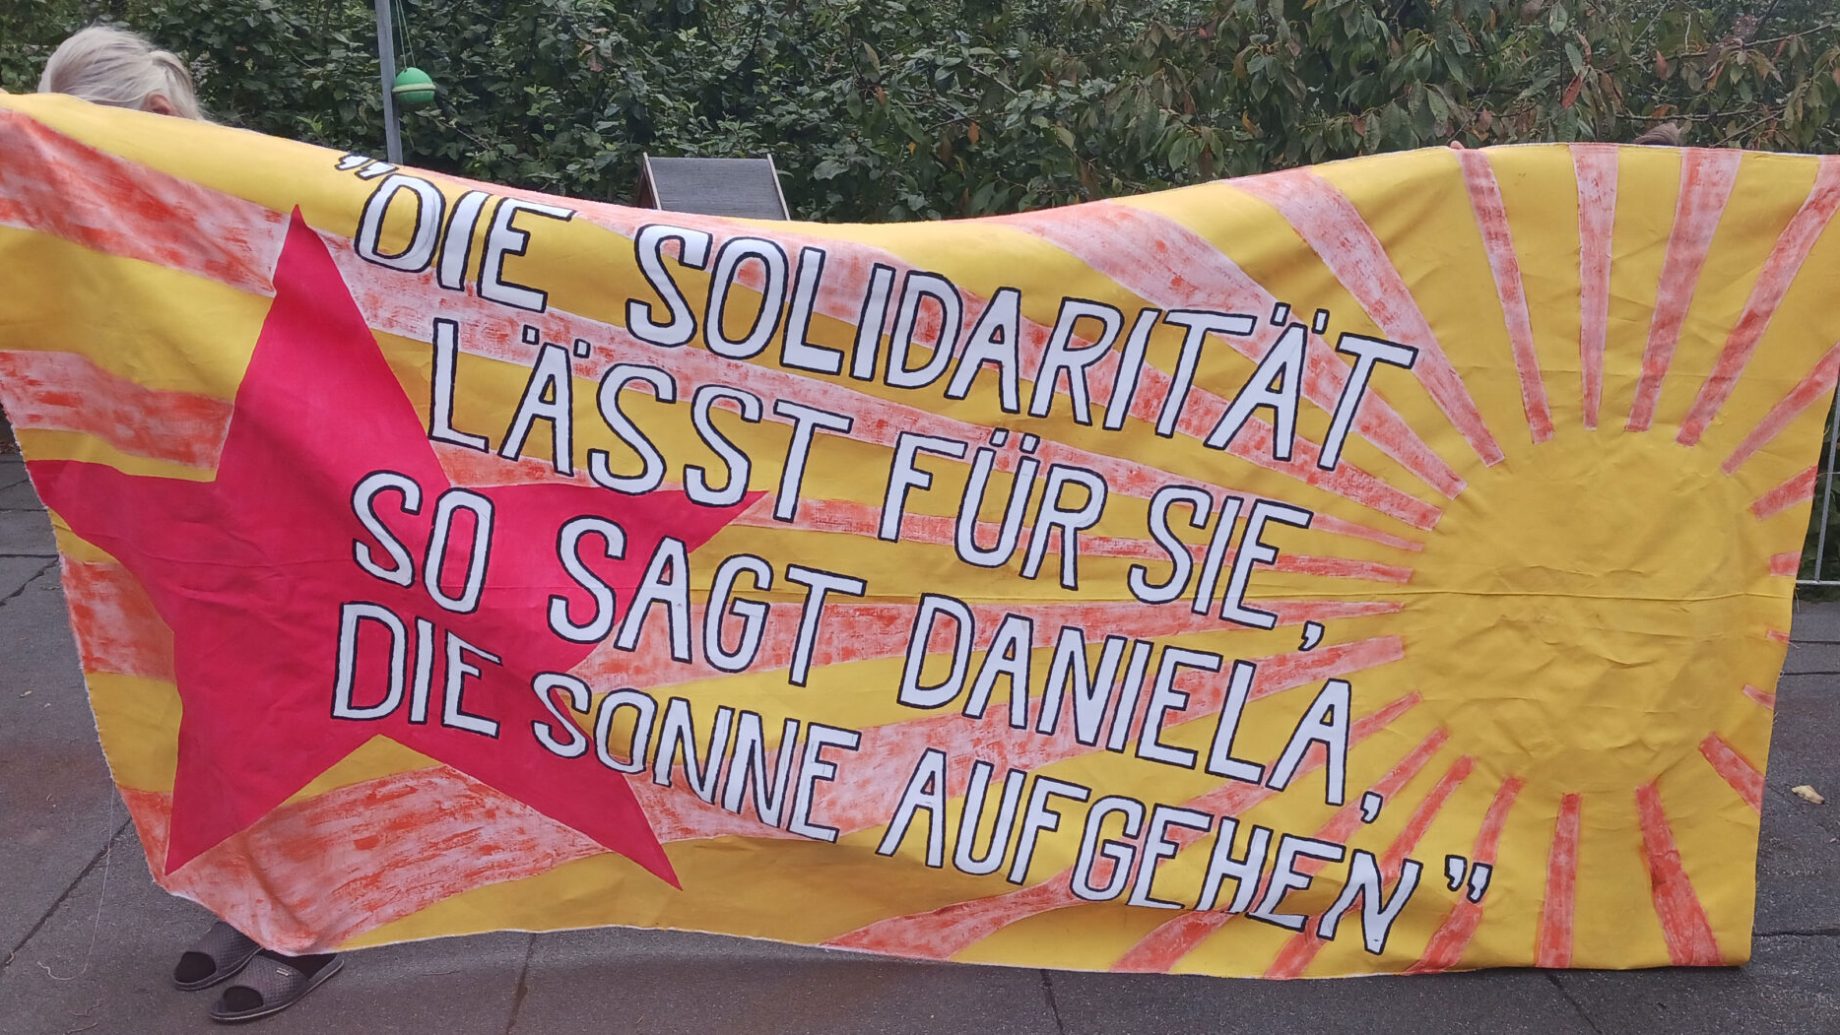 "DIE SOLIDARITÄT
LÄSST FÜR SIE,
SO SAGT DANIELA,
DIE SONNE AUFGEHEN"